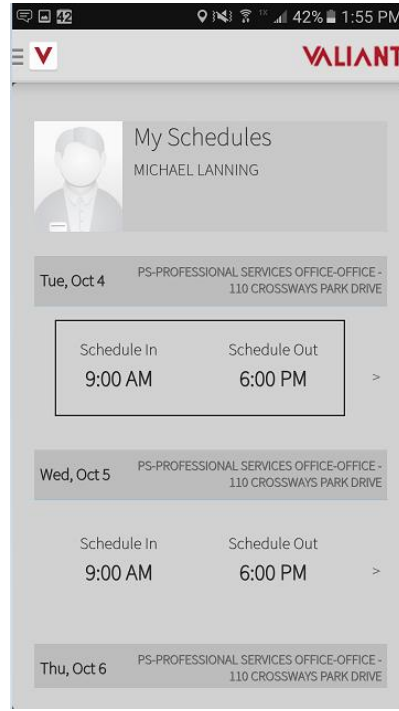 42 1X 42% 1:55 PM
V VALIANT
My Schedules
MICHAEL LANNING
Tue, Oct 4 PS-PROFESSIONAL SERVICES OFFICE-OFFICE -
110 CROSSWAYS PARK DRIVE
Schedule In Schedule Out
9:00 AM 6:00 PM >
Wed, Oct 5 PS-PROFESSIONAL SERVICES OFFICE-OFFICE -
110 CROSSWAYS PARK DRIVE
Schedule In Schedule Out
9:00 AM 6:00 PM >
Thu, Oct 6 PS-PROFESSIONAL SERVICES OFFICE-OFFICE -
110 CROSSWAYS PARK DRIVE